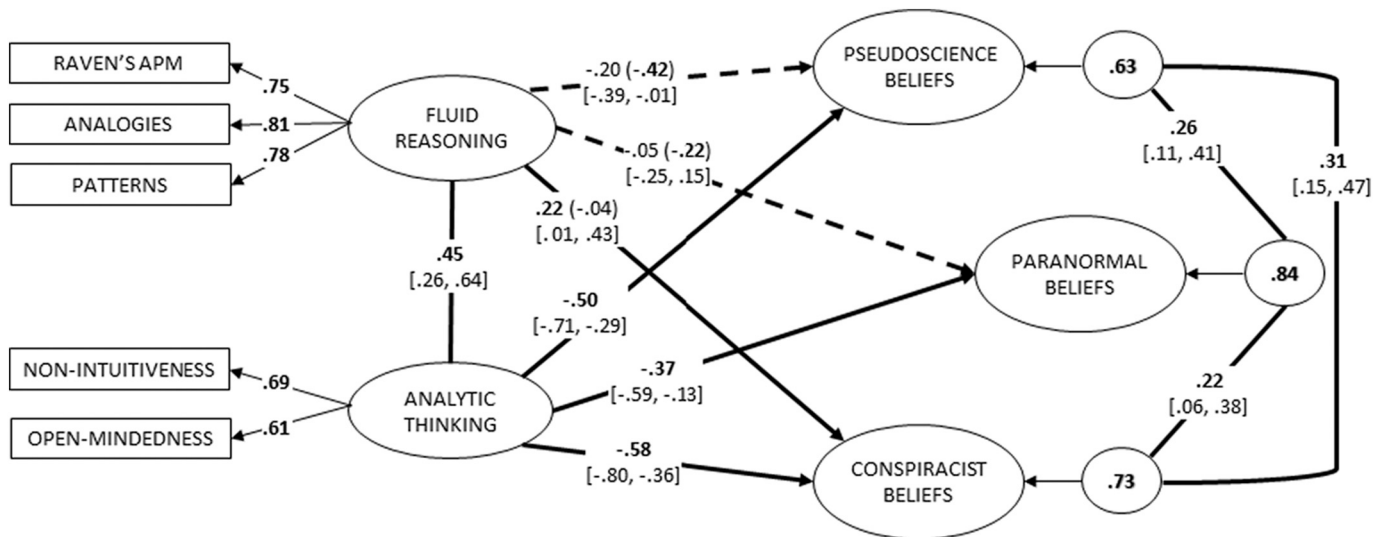 RAVEN'S APM
ANALOGIES
PATTERNS
.75
.81
.78
FLUID
REASONING
-.20 (-.42)
[-.39, -.01]
PSEUDOSCIENCE
BELIEFS
.63
-.05 (-.22)
[-.25, .15]
.26
[.11, .41]
.31
[.15, .47]
.22 (-.04)
[. 01, .43]
.45
[.26, .64]
PARANORMAL
BELIEFS
.84
-.50
[-.71, -.29]
NON-INTUITIVENESS
OPEN-MINDEDNESS
.69
.61
ANALYTIC
THINKING
-.37
[-.59, -.13]
.22
[.06, .38]
-.58
[-.80, -.36]
CONSPIRACIST
BELIEFS
.73